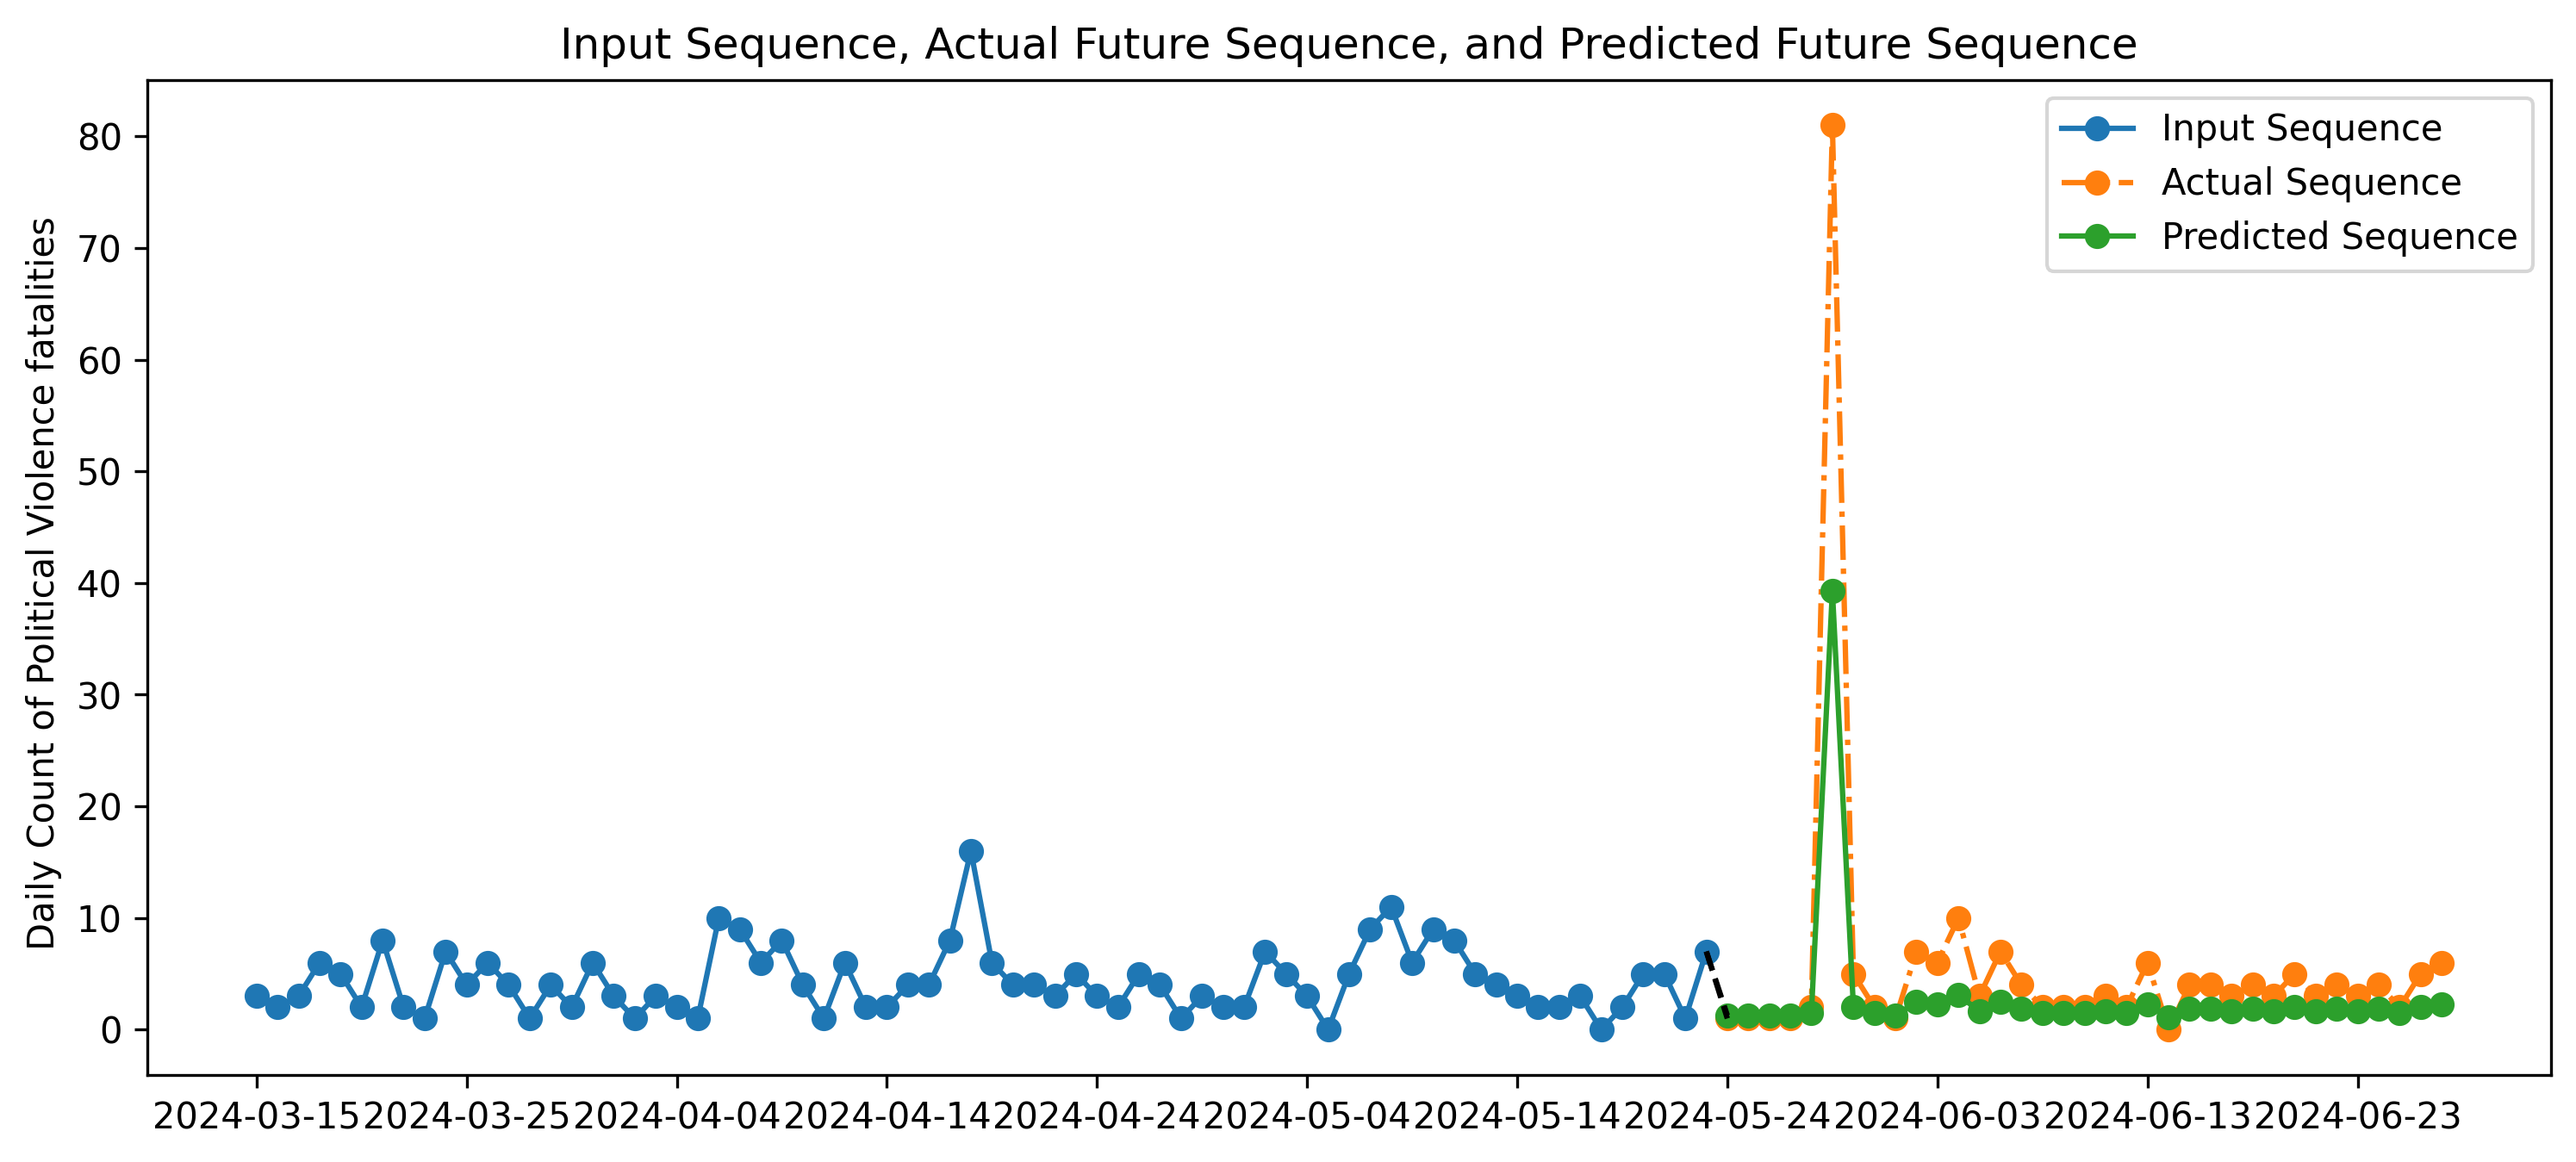 Input Sequence, Actual Future Sequence, and Predicted Future Sequence
Daily Count of Political Violence fatalities
80
70
60
50
40
30
20
10
0
Input Sequence
Actual Sequence
Predicted Sequence
2024-03-15 2024-03-25 2024-04-04 2024-04-14 2024-04-24 2024-05-04 2024-05-14 2024-05-24 2024-06-03 2024-06-13 2024-06-23